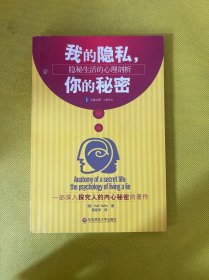 我的隐私，
隐秘生活的心理剖析
你的秘密
Anatomy of a secret life:
the psychology of living a lie
一部深入探究人的内心秘密的著作